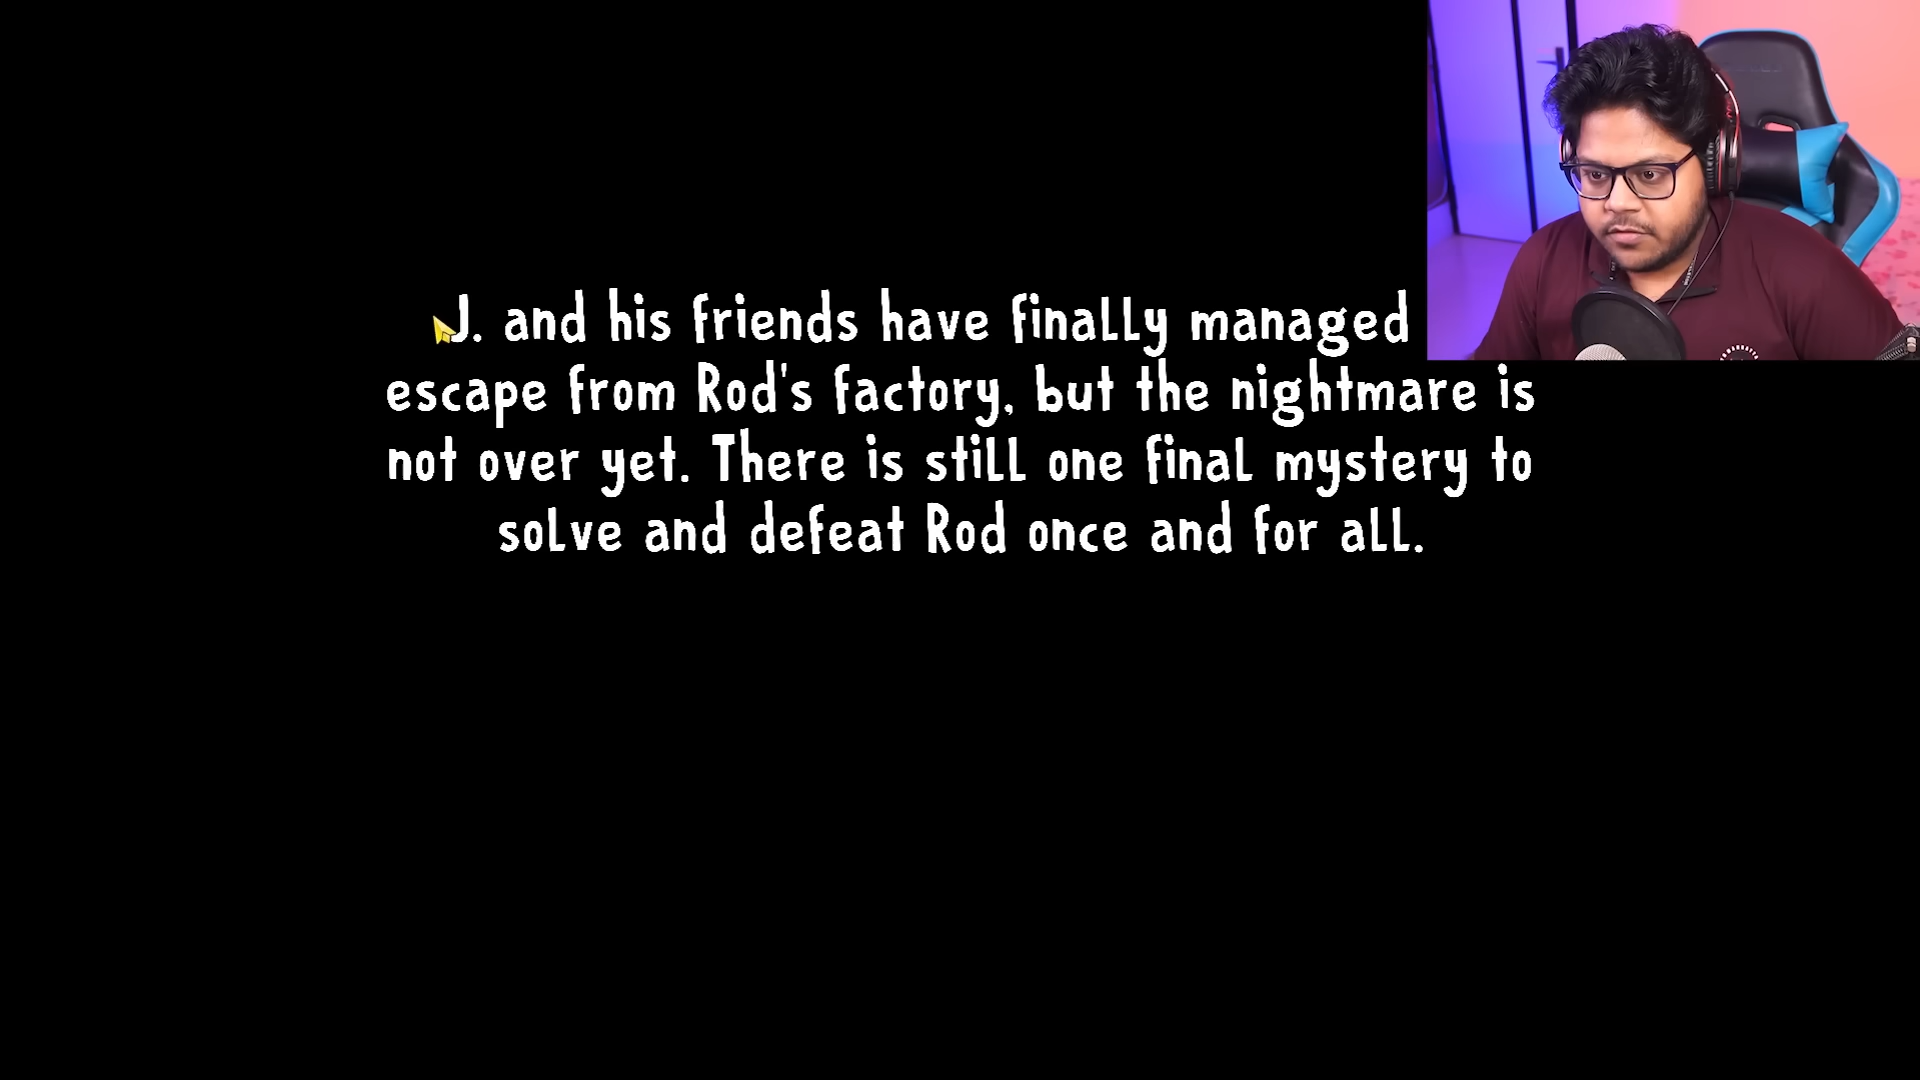 J. and his friends have finally managed
escape from Rod's factory, but the nightmare is
not over yet. There is still one final mystery to
solve and defeat Rod once and for all.